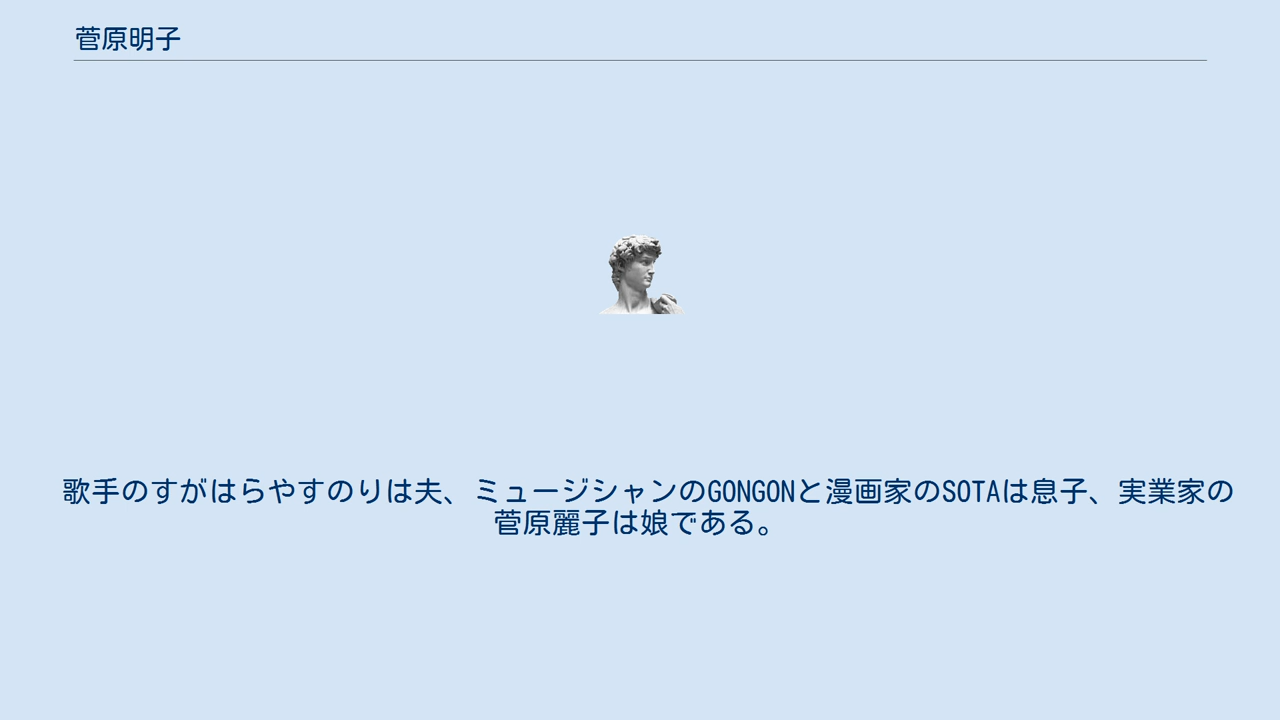 菅原明子
歌手のすがはらやすのりは夫、ミュージシャンのGONGONと漫画家のSOTAは息子、実業家の
菅原麗子は娘である。